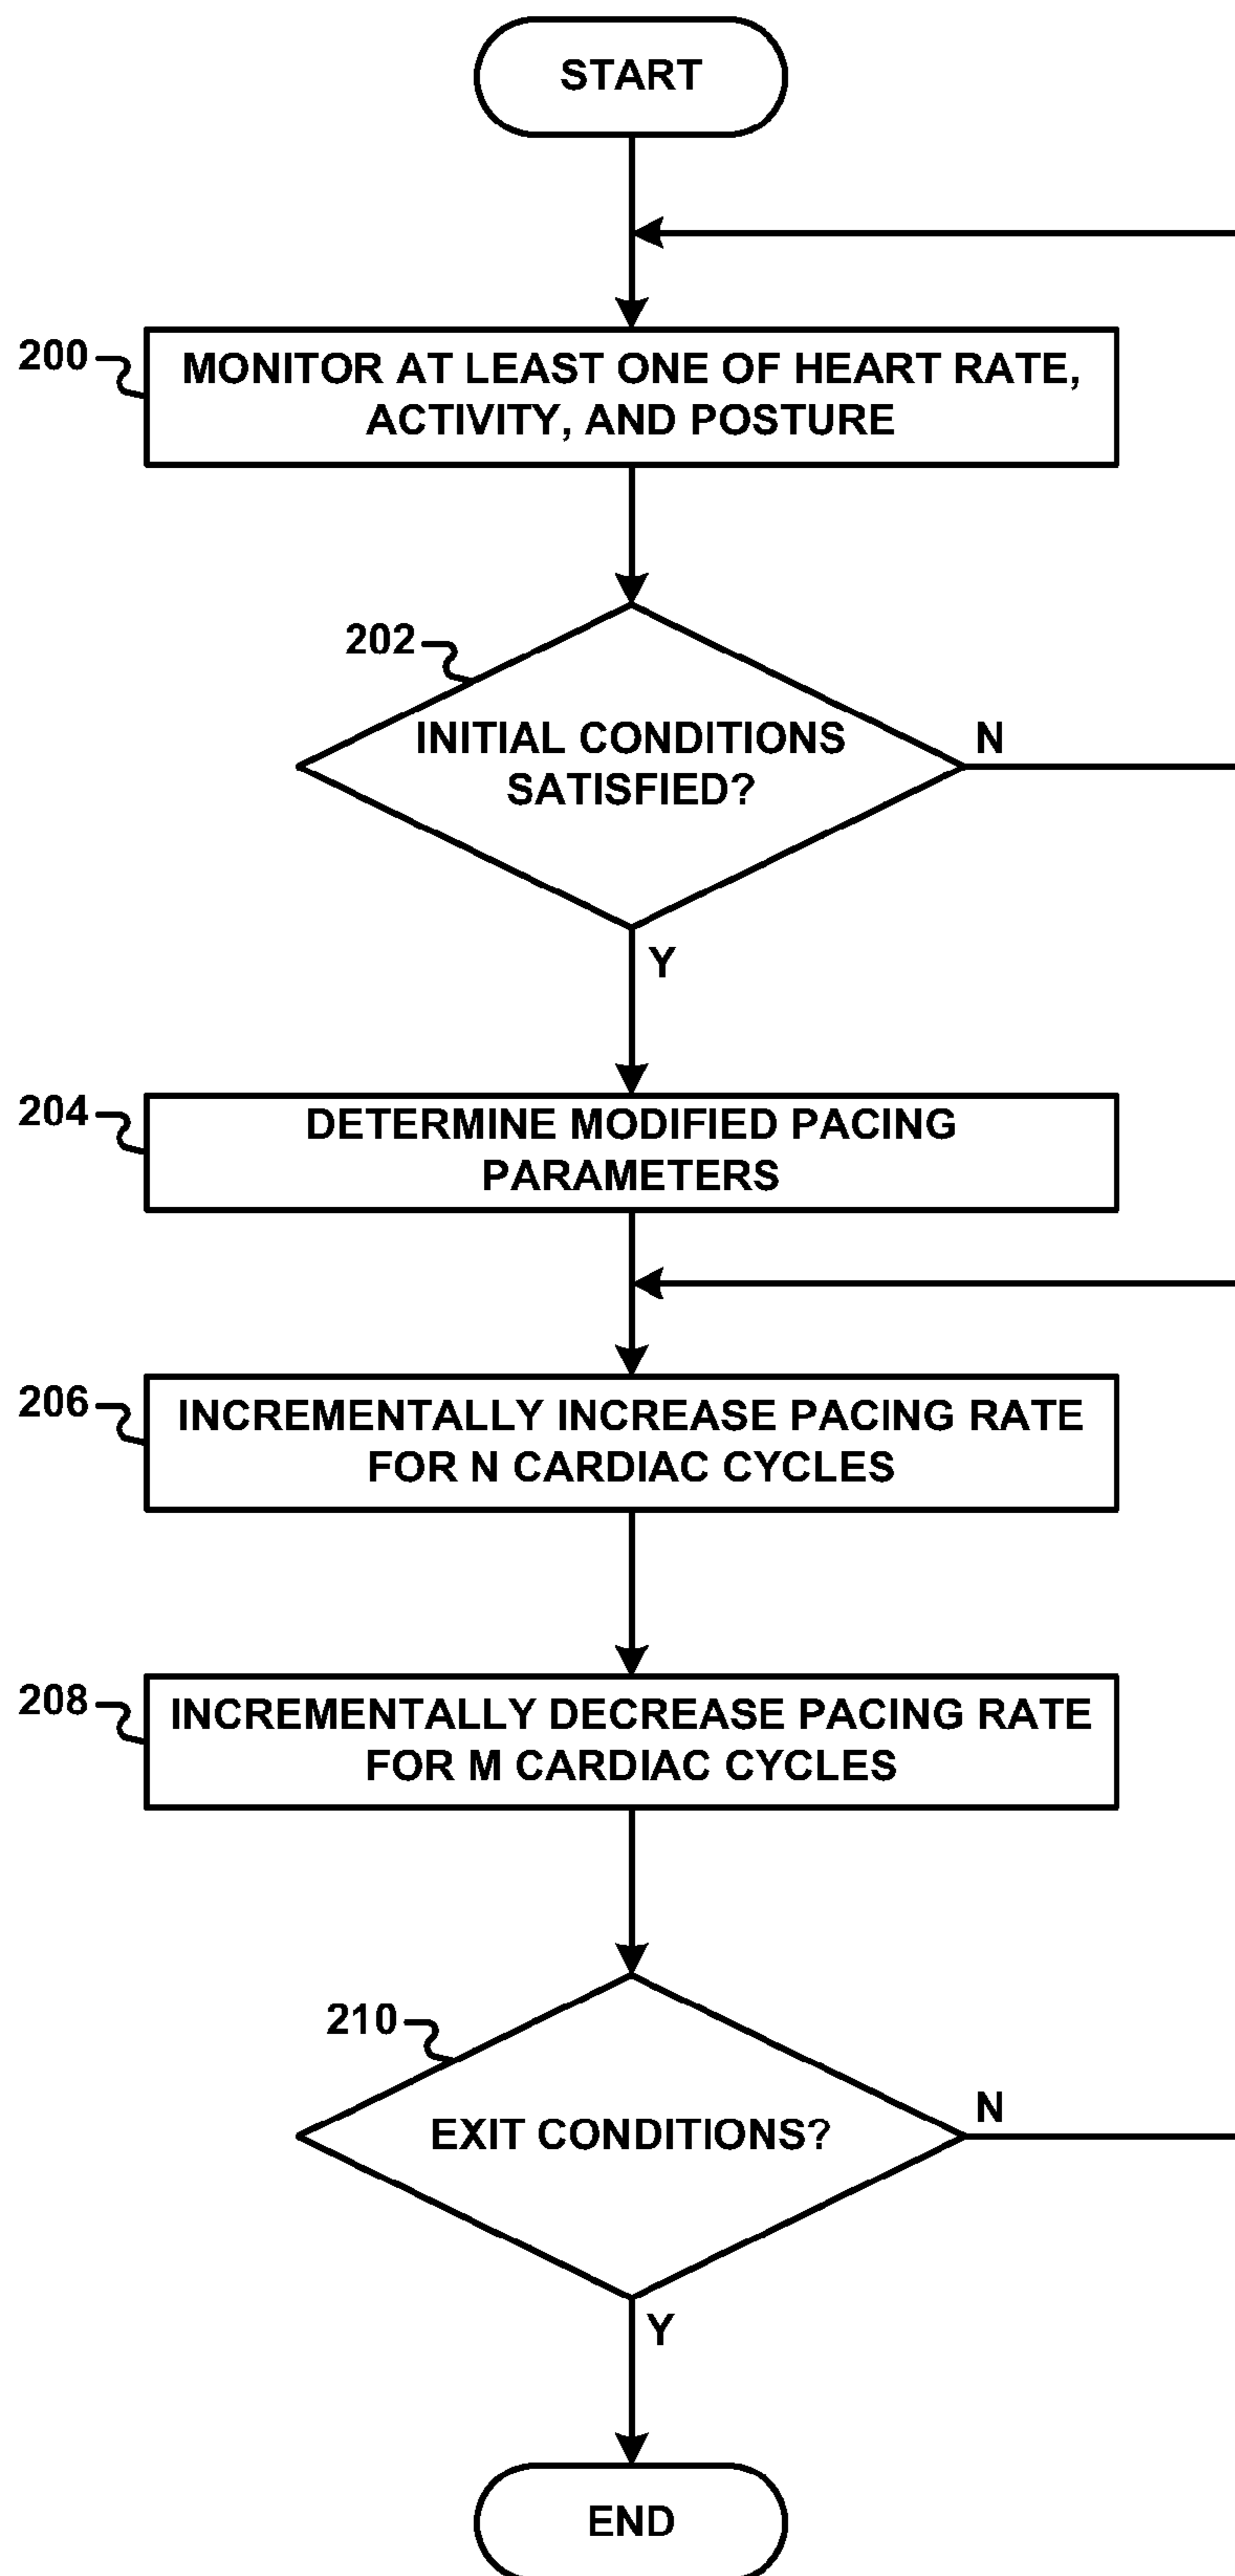 START
200
MONITOR AT LEAST ONE OF HEART RATE,
ACTIVITY, AND POSTURE
202
INITIAL CONDITIONS
SATISFIED?
N
Y
204
DETERMINE MODIFIED PACING
PARAMETERS
206
INCREMENTALLY INCREASE PACING RATE
FOR N CARDIAC CYCLES
208
INCREMENTALLY DECREASE PACING RATE
FOR M CARDIAC CYCLES
210
EXIT CONDITIONS?
N
Y
END